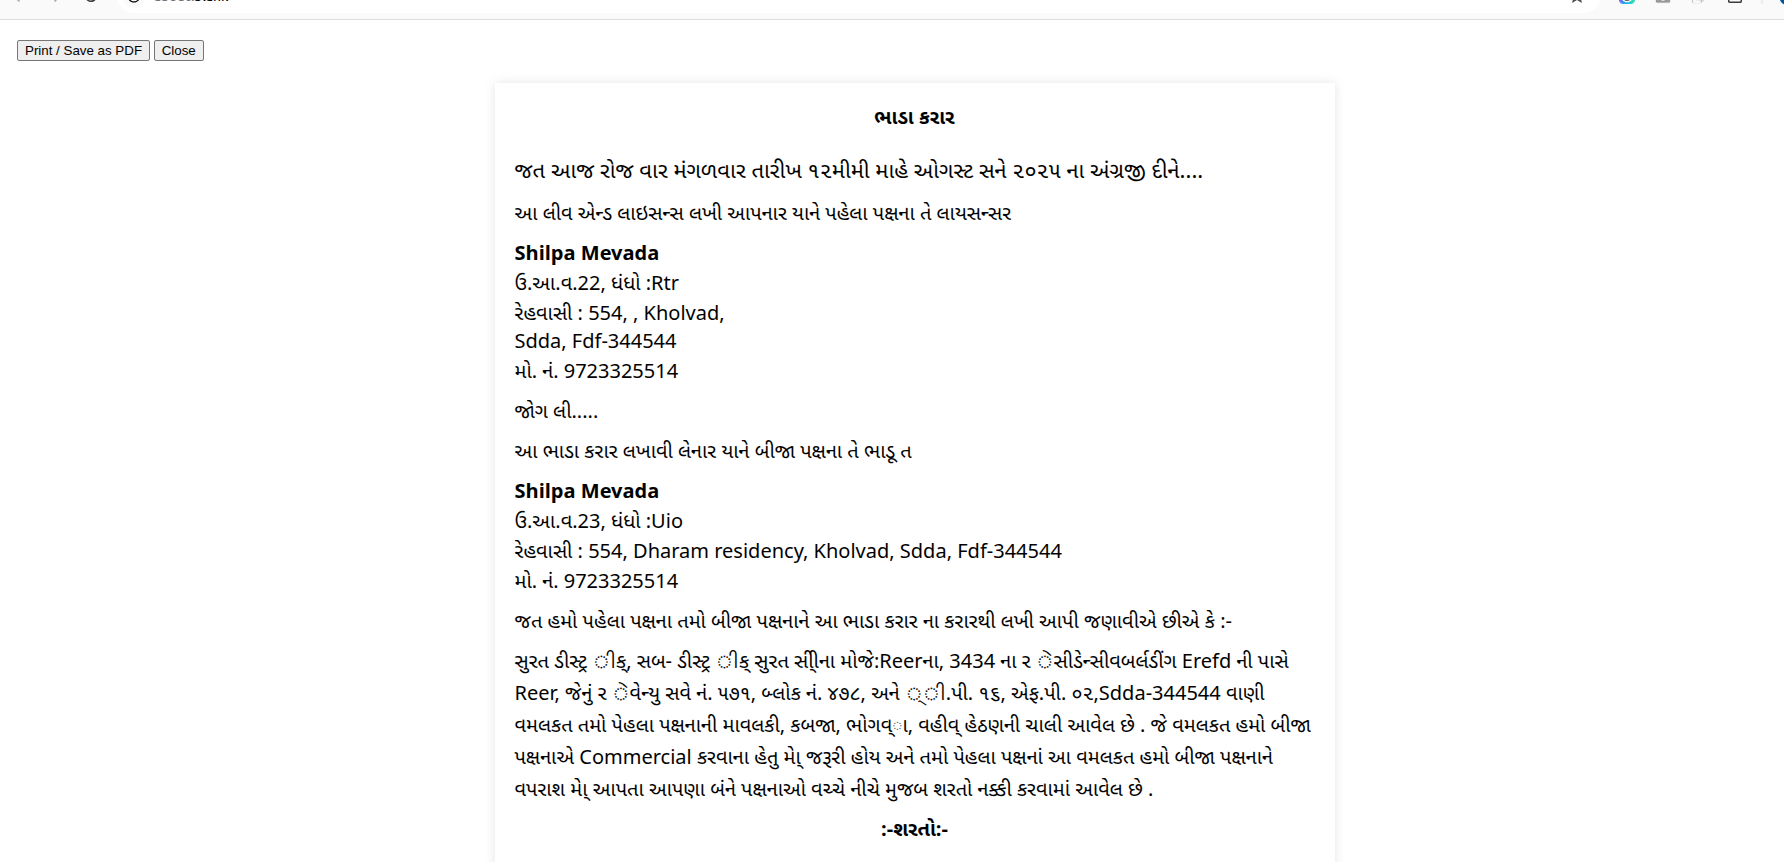 Print / Save as PDF Close
ભાડા કરાર
જત આજ રોજ વાર મંગળવાર તારીખ ૧૨મીમી માહે ઓગસ્ટ સને ૨૦૨૫ ના અંગ્રજી દીને....
આ લીવ એન્ડ લાઇસન્સ લખી આપનાર યાને પહેલા પક્ષના તે લાયસન્સર
Shilpa Mevada
ઉ.આ.વ.22, ધંધો :Rtr
રેહવાસી : 554, , Kholvad,
Sdda, Fdf-344544
મો. નં. 9723325514
જોગ લી.....
આ ભાડા કરાર લખાવી લેનાર યાને બીજા પક્ષના તે ભાડૂ ત
Shilpa Mevada
ઉ.આ.વ.23, ધંધો :Uio
રેહવાસી : 554, Dharam residency, Kholvad, Sdda, Fdf-344544
મો. નં. 9723325514
જત હમો પહેલા પક્ષના તમો બીજા પક્ષનાને આ ભાડા કરાર ના કરારથી લખી આપી જણાવીએ છીએ કે :-
સુરત ડીસ્ટ્ર ીક્, સબ- ડીસ્ટ્ર ીક્ સુરત સીીના મોજે:Reerના, 3434 ના ર ેસીડેન્સીવબર્લડીંગ Erefd ની પાસે
Reer, જેનું ર ેવેન્યુ સવે નં. ૫૭૧, બ્લોક નં. ૪૭૮, અને ્ી.પી. ૧૬, એફ.પી. ૦૨,Sdda-344544 વાણી
વમલકત તમો પેહલા પક્ષનાની માવલકી, કબજા, ભોગવ્ા, વહીવ્ હેઠણની ચાલી આવેલ છે . જે વમલકત હમો બીજા
પક્ષનાએ Commercial કરવાના હેતુ મા્ે જરૂરી હોય અને તમો પેહલા પક્ષનાં આ વમલકત હમો બીજા પક્ષનાને
વપરાશ મા્ે આપતા આપણા બંને પક્ષનાઓ વચ્ચે નીચે મુજબ શરતો નક્કી કરવામાં આવેલ છે .
:-શરતો:-